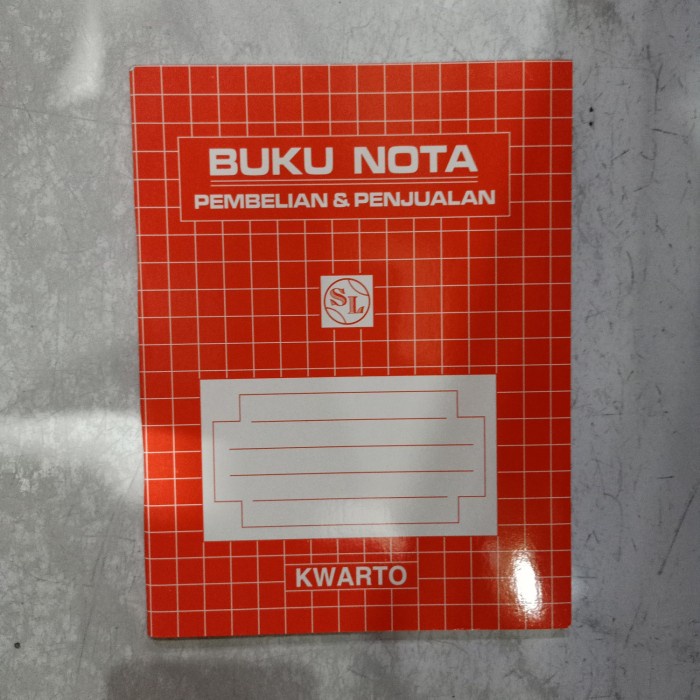 BUKU NOTA
PEMBELIAN & PENJUALAN
SL
KWARTO